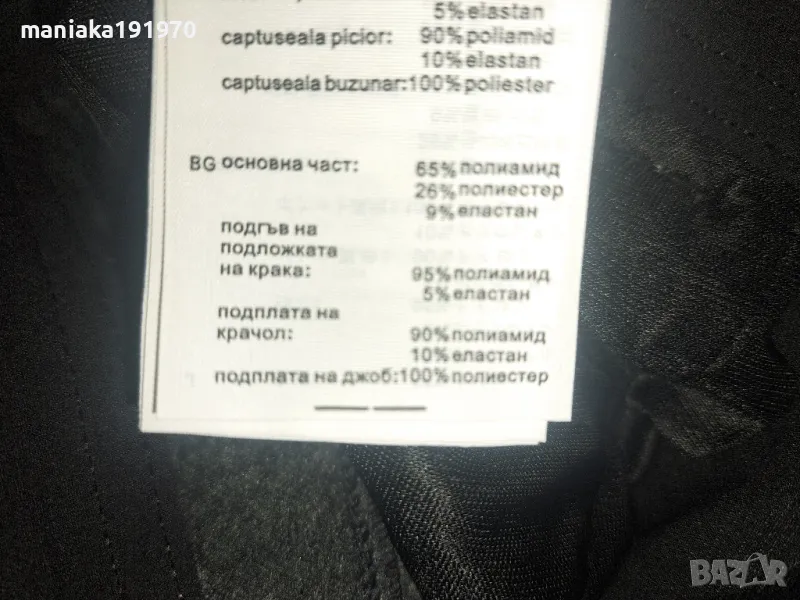 maniaka191970
5% elastan
captuseala picior: 90% poliamid
10% elastan
captuseala buzunar: 100% poliester
BG основна част: 65% полиамид
26% полиестер
9% еластан
подгъв на
подложката
на крака: 95% полиамид
5% еластан
подплата на
крачол: 90% полиамид
10% еластан
подплата на джоб: 100% полиестер
BAZAR